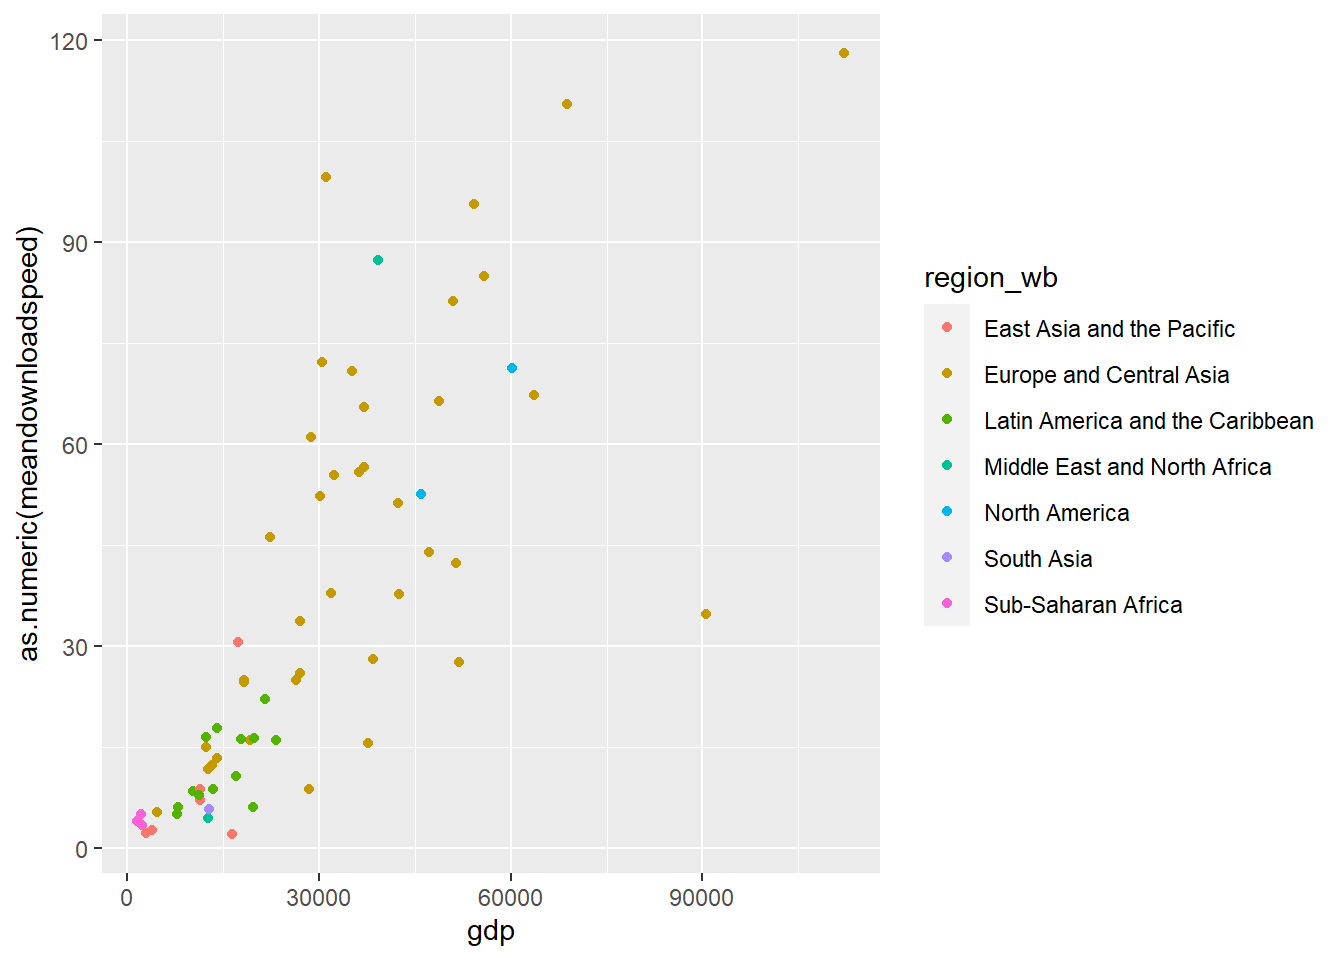 120
90
60
30
0
as.numeric(meandownloadspeed)
0 30000 60000 90000
gdp
region_wb
East Asia and the Pacific
Europe and Central Asia
Latin America and the Caribbean
Middle East and North Africa
North America
South Asia
Sub-Saharan Africa